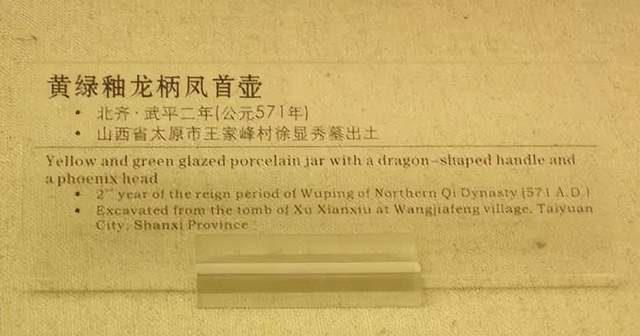 黄绿釉龙柄凤首壶
• 北齐·武平二年(公元571年)
• 山西省太原市王家峰村徐显秀墓出土
Yellow and green glazed porcelain jar with a dragon-shaped handle and
a phoenix head
• 2nd year of the reign period of Wuping of Northern Qi Dynasty (571 A.D.)
• Excavated from the tomb of Xu Xianxiu at Wangjiafeng village, Taiyuan
City, Shanxi Province